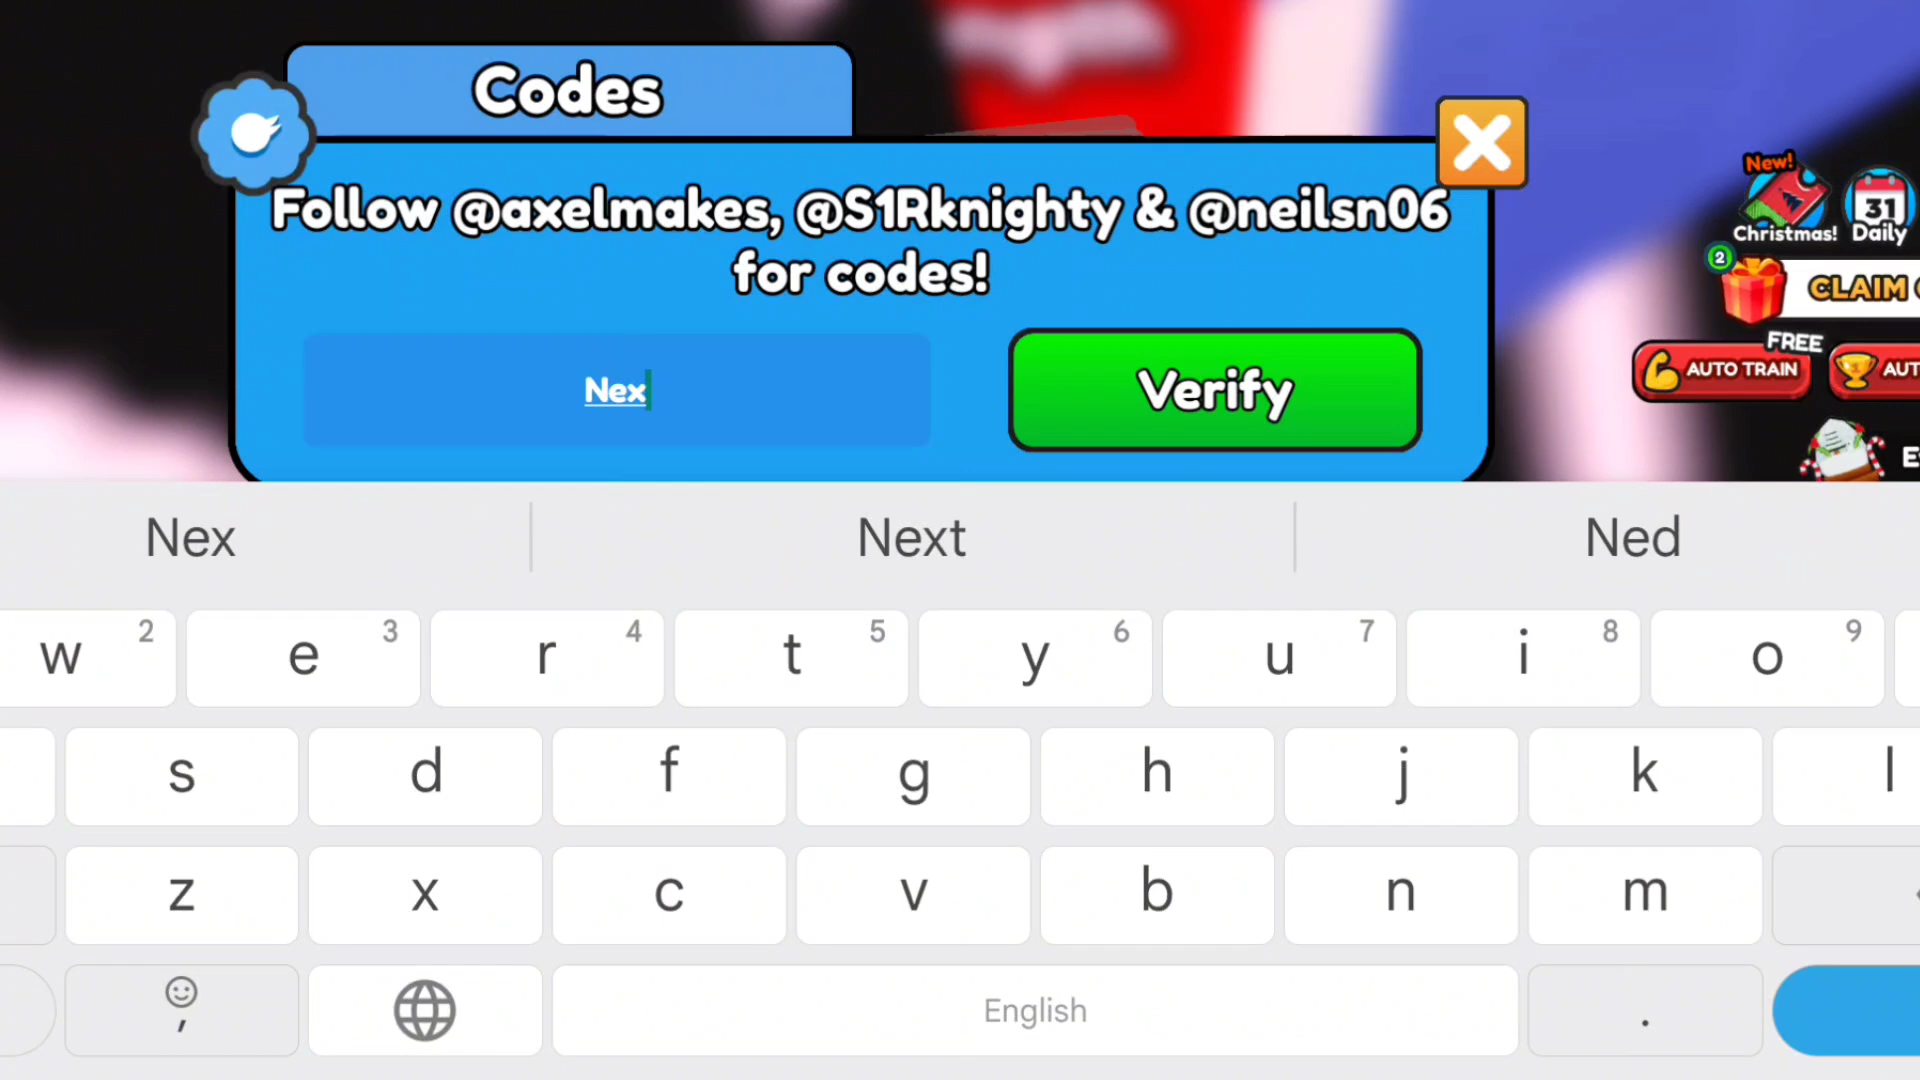 Codes
Follow @axelmakes, @S1Rknighty & @neilsn06
for codes!
Nex
Verify
New!
Christmas!
31
Daily
2
CLAIM
FREE
AUTO TRAIN
AUT
E
Nex Next Ned
w 2 e 3 r 4 t 5 y 6 u 7 i 8 o 9
s d f g h j k l
z x c v b n m
, English .